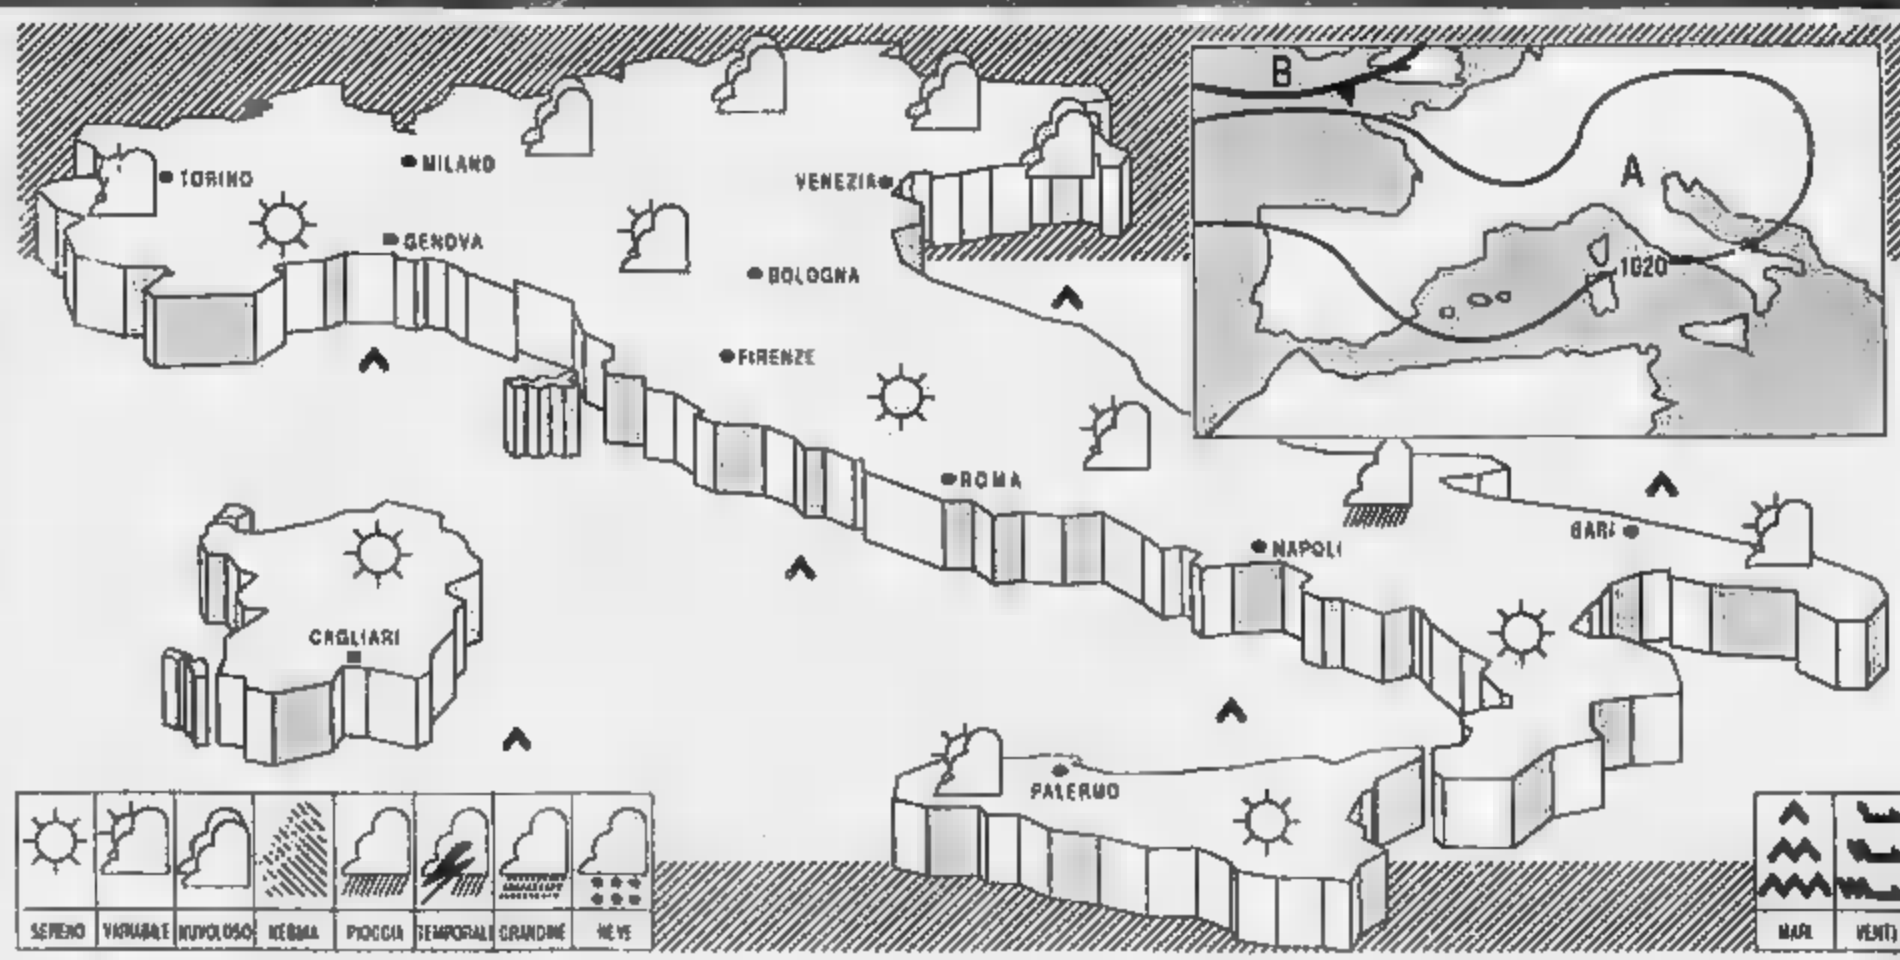 B
A
MILANO
TORINO
VENEZIA
GENOVA
BOLOGNA
1020
FIRENZE
ROMA
BARI
NAPOLI
CAGLIARI
PALERMO
SERENO VARIABILE NUVOLOSO NEBBIA PIOGGIA TEMPORALI GRANDINE NEVE
MARI VENTI